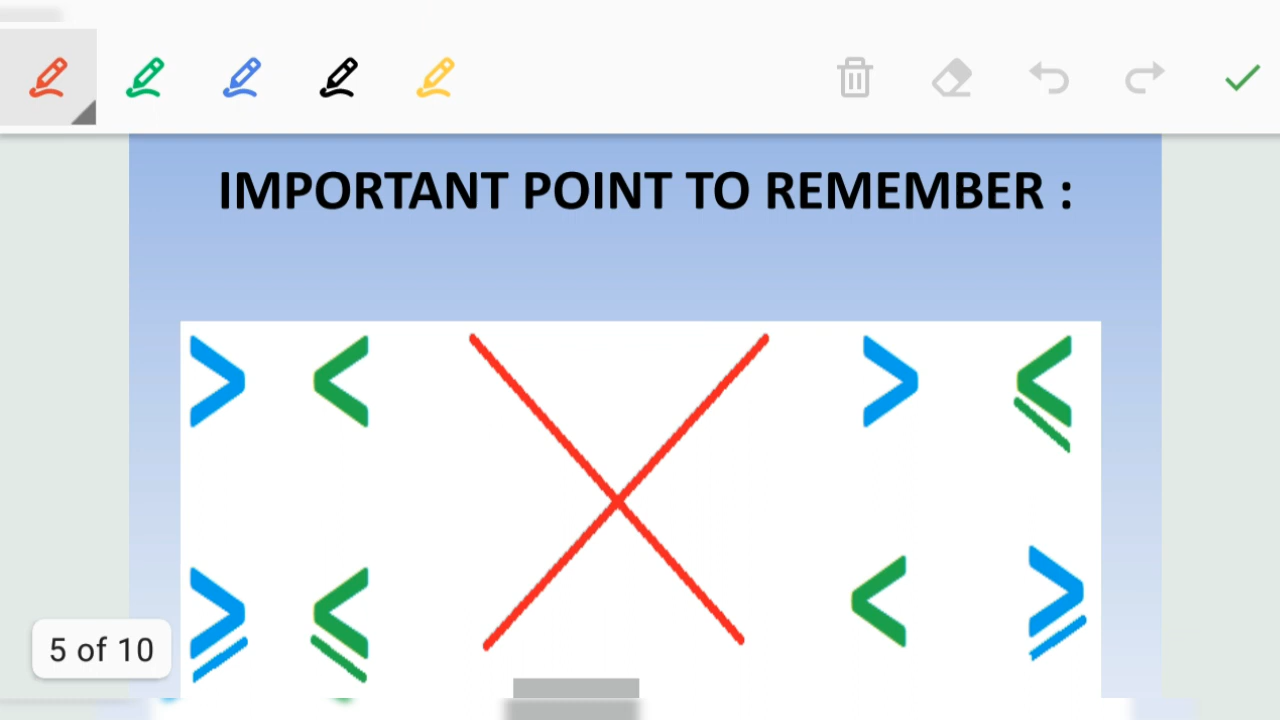 IMPORTANT POINT TO REMEMBER :
> < > ≤
≥ ≤ < ≥
5 of 10